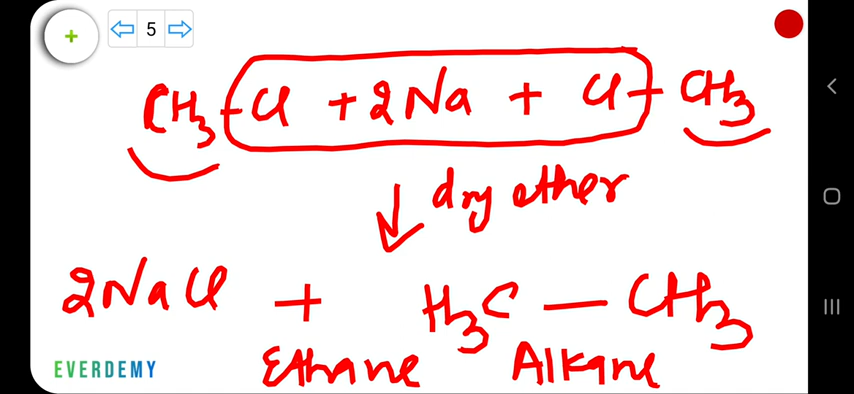 5
CH3-Cl + 2Na + Cl-CH3
dry ether
2NaCl + H3C — CH3
Ethane Alkane
EVERDEMY